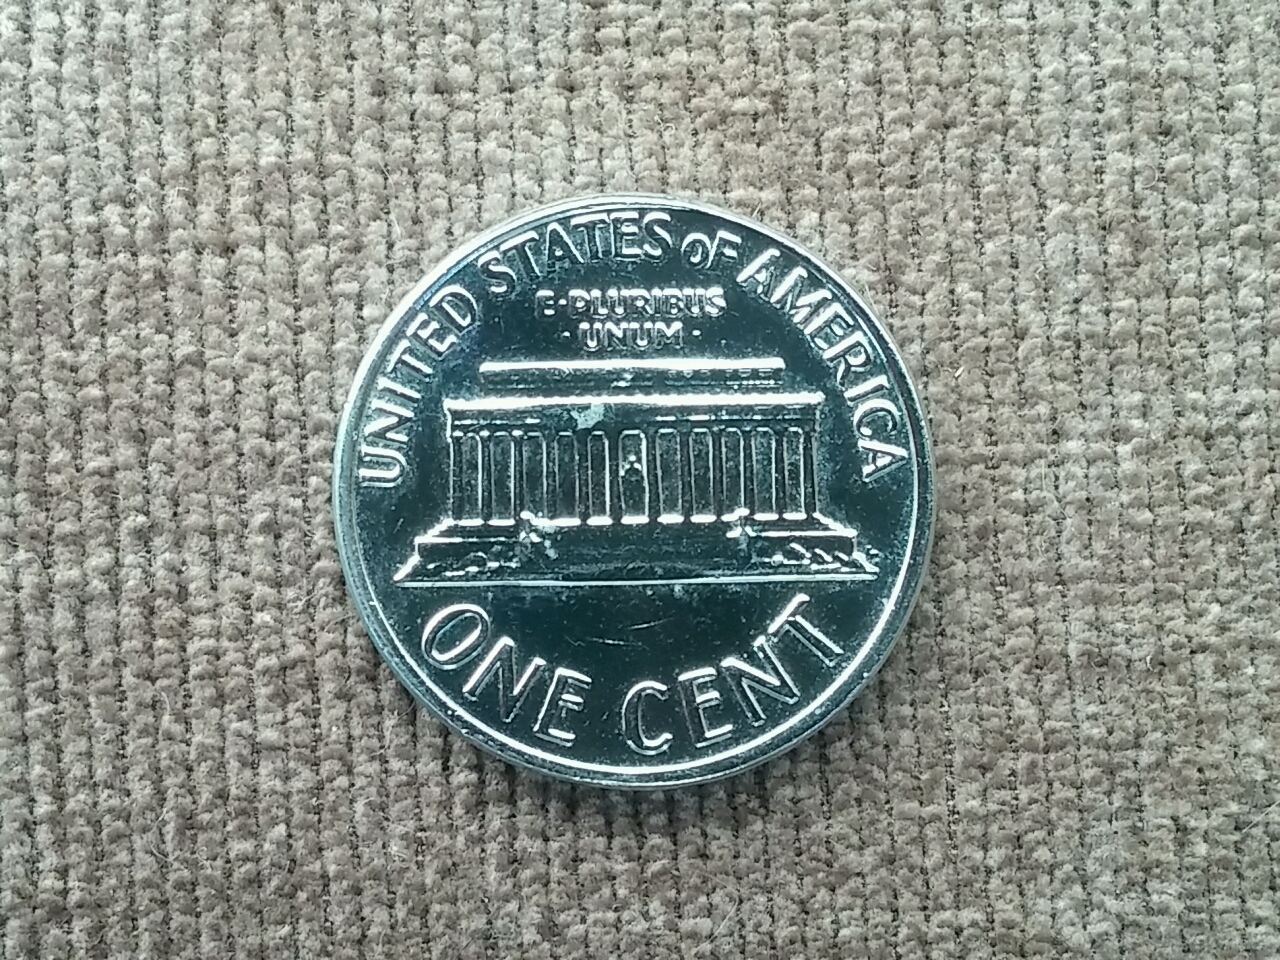 UNITED STATES OF AMERICA
E·PLURIBUS
·UNUM·
ONE CENT